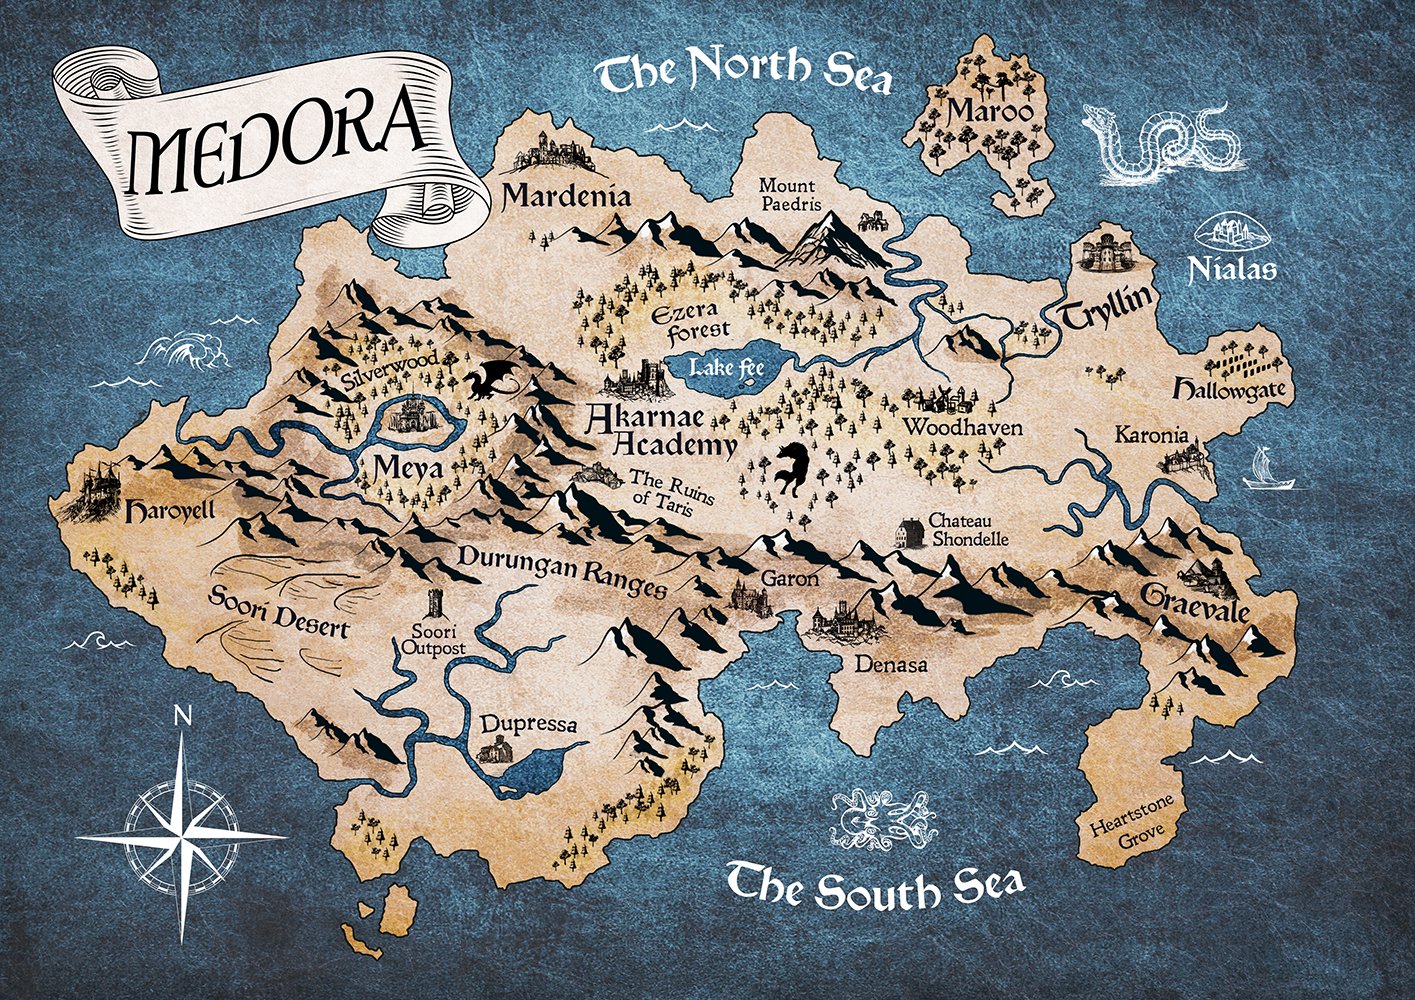 MEDORA
The North Sea
Maroo
Mardenia
Mount
Paedris
Nialas
Tryllin
Ezera
forest
Silverwood
Lake fee
Hallowgate
Akarnae
Academy
Woodhaven
Karonia
Meya
The Ruins
of Taris
Haroyell
Chateau
Shondelle
Durungan Ranges
Garon
Graevale
Soori Desert
Soori
Outpost
Denasa
N
Dupressa
Heartstone
Grove
The South Sea